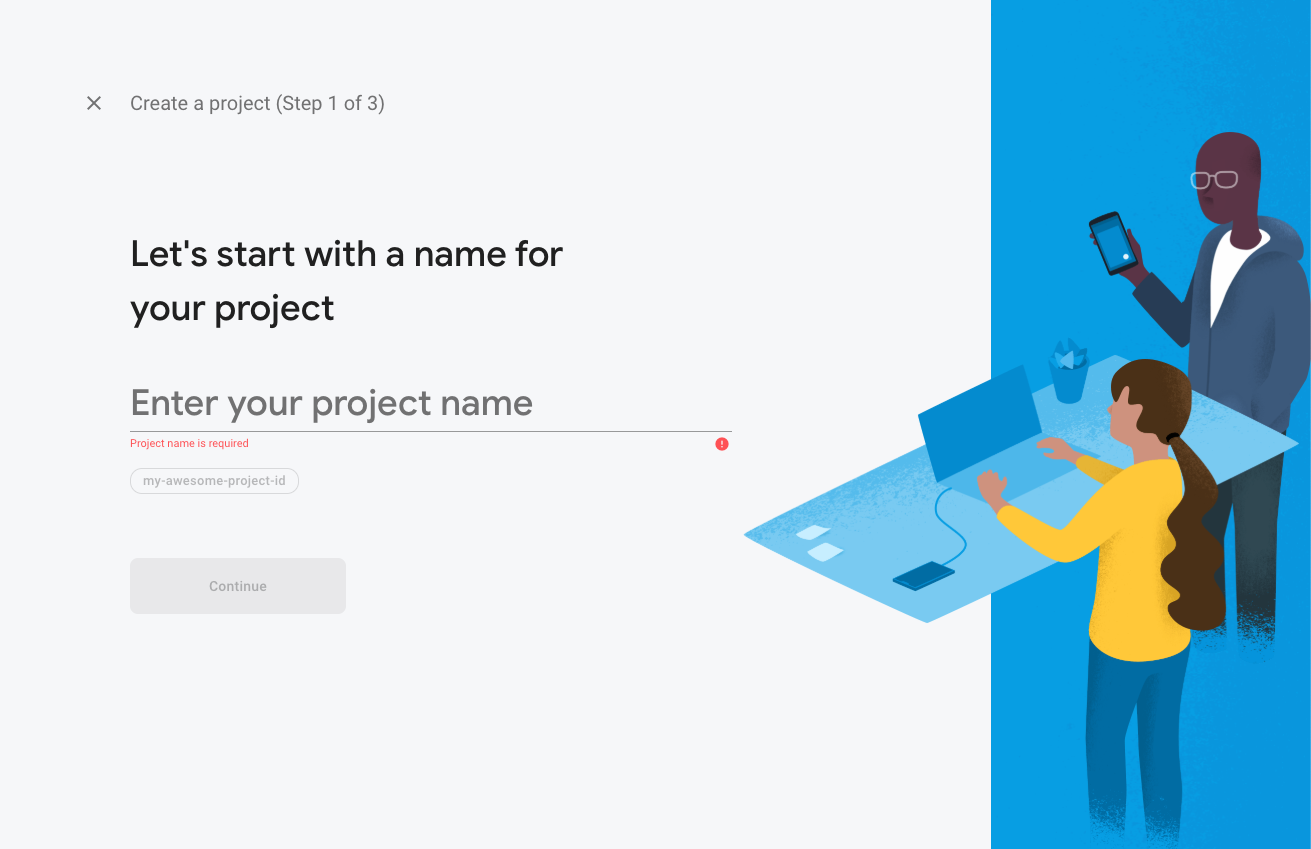 Create a project (Step 1 of 3)
Let's start with a name for
your project
Enter your project name
Project name is required
my-awesome-project-id
Continue